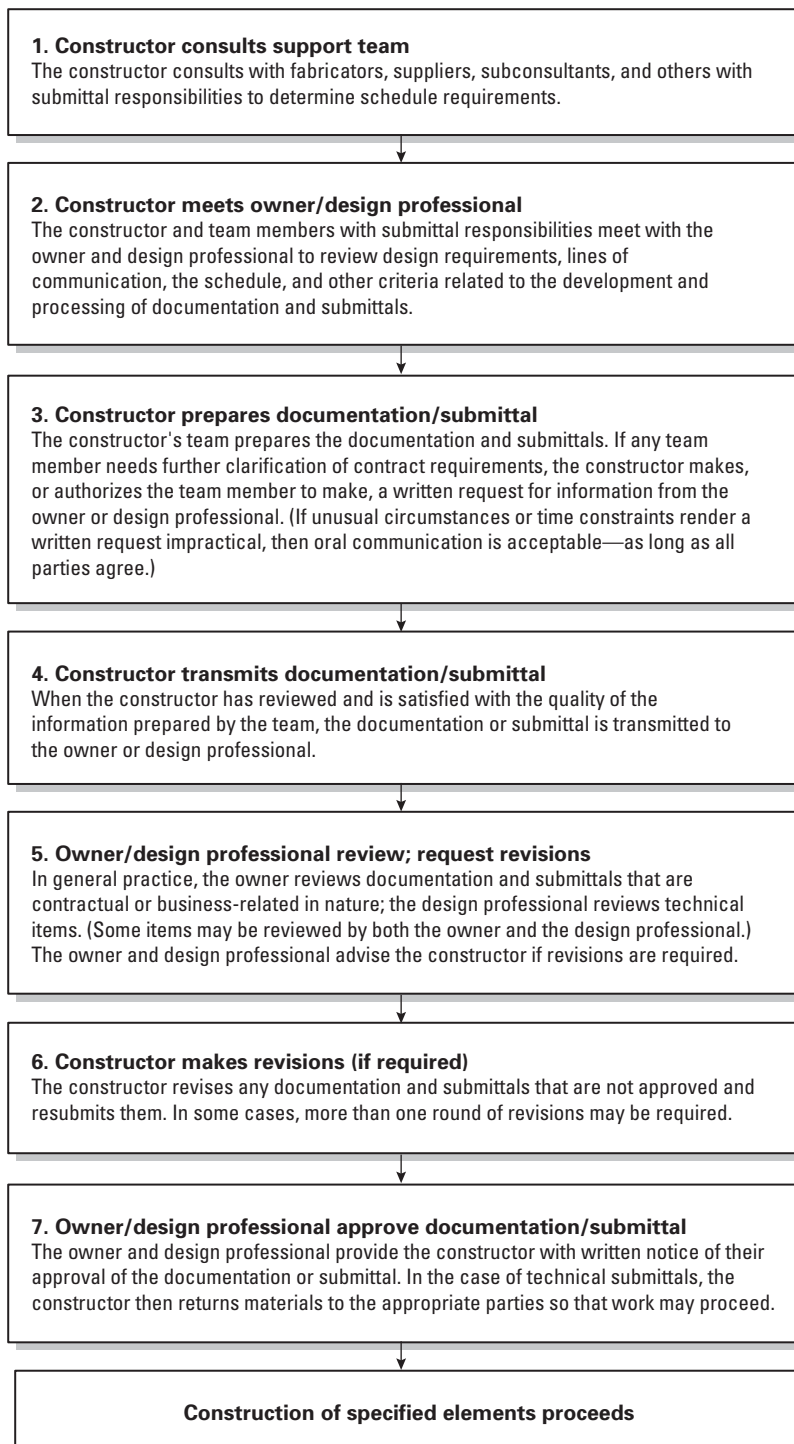 1. Constructor consults support team
The constructor consults with fabricators, suppliers, subconsultants, and others with
submittal responsibilities to determine schedule requirements.
2. Constructor meets owner/design professional
The constructor and team members with submittal responsibilities meet with the
owner and design professional to review design requirements, lines of
communication, the schedule, and other criteria related to the development and
processing of documentation and submittals.
3. Constructor prepares documentation/submittal
The constructor's team prepares the documentation and submittals. If any team
member needs further clarification of contract requirements, the constructor makes,
or authorizes the team member to make, a written request for information from the
owner or design professional. (If unusual circumstances or time constraints render a
written request impractical, then oral communication is acceptable—as long as all
parties agree.)
4. Constructor transmits documentation/submittal
When the constructor has reviewed and is satisfied with the quality of the
information prepared by the team, the documentation or submittal is transmitted to
the owner or design professional.
5. Owner/design professional review; request revisions
In general practice, the owner reviews documentation and submittals that are
contractual or business-related in nature; the design professional reviews technical
items. (Some items may be reviewed by both the owner and the design professional.)
The owner and design professional advise the constructor if revisions are required.
6. Constructor makes revisions (if required)
The constructor revises any documentation and submittals that are not approved and
resubmits them. In some cases, more than one round of revisions may be required.
7. Owner/design professional approve documentation/submittal
The owner and design professional provide the constructor with written notice of their
approval of the documentation or submittal. In the case of technical submittals, the
constructor then returns materials to the appropriate parties so that work may proceed.
Construction of specified elements proceeds